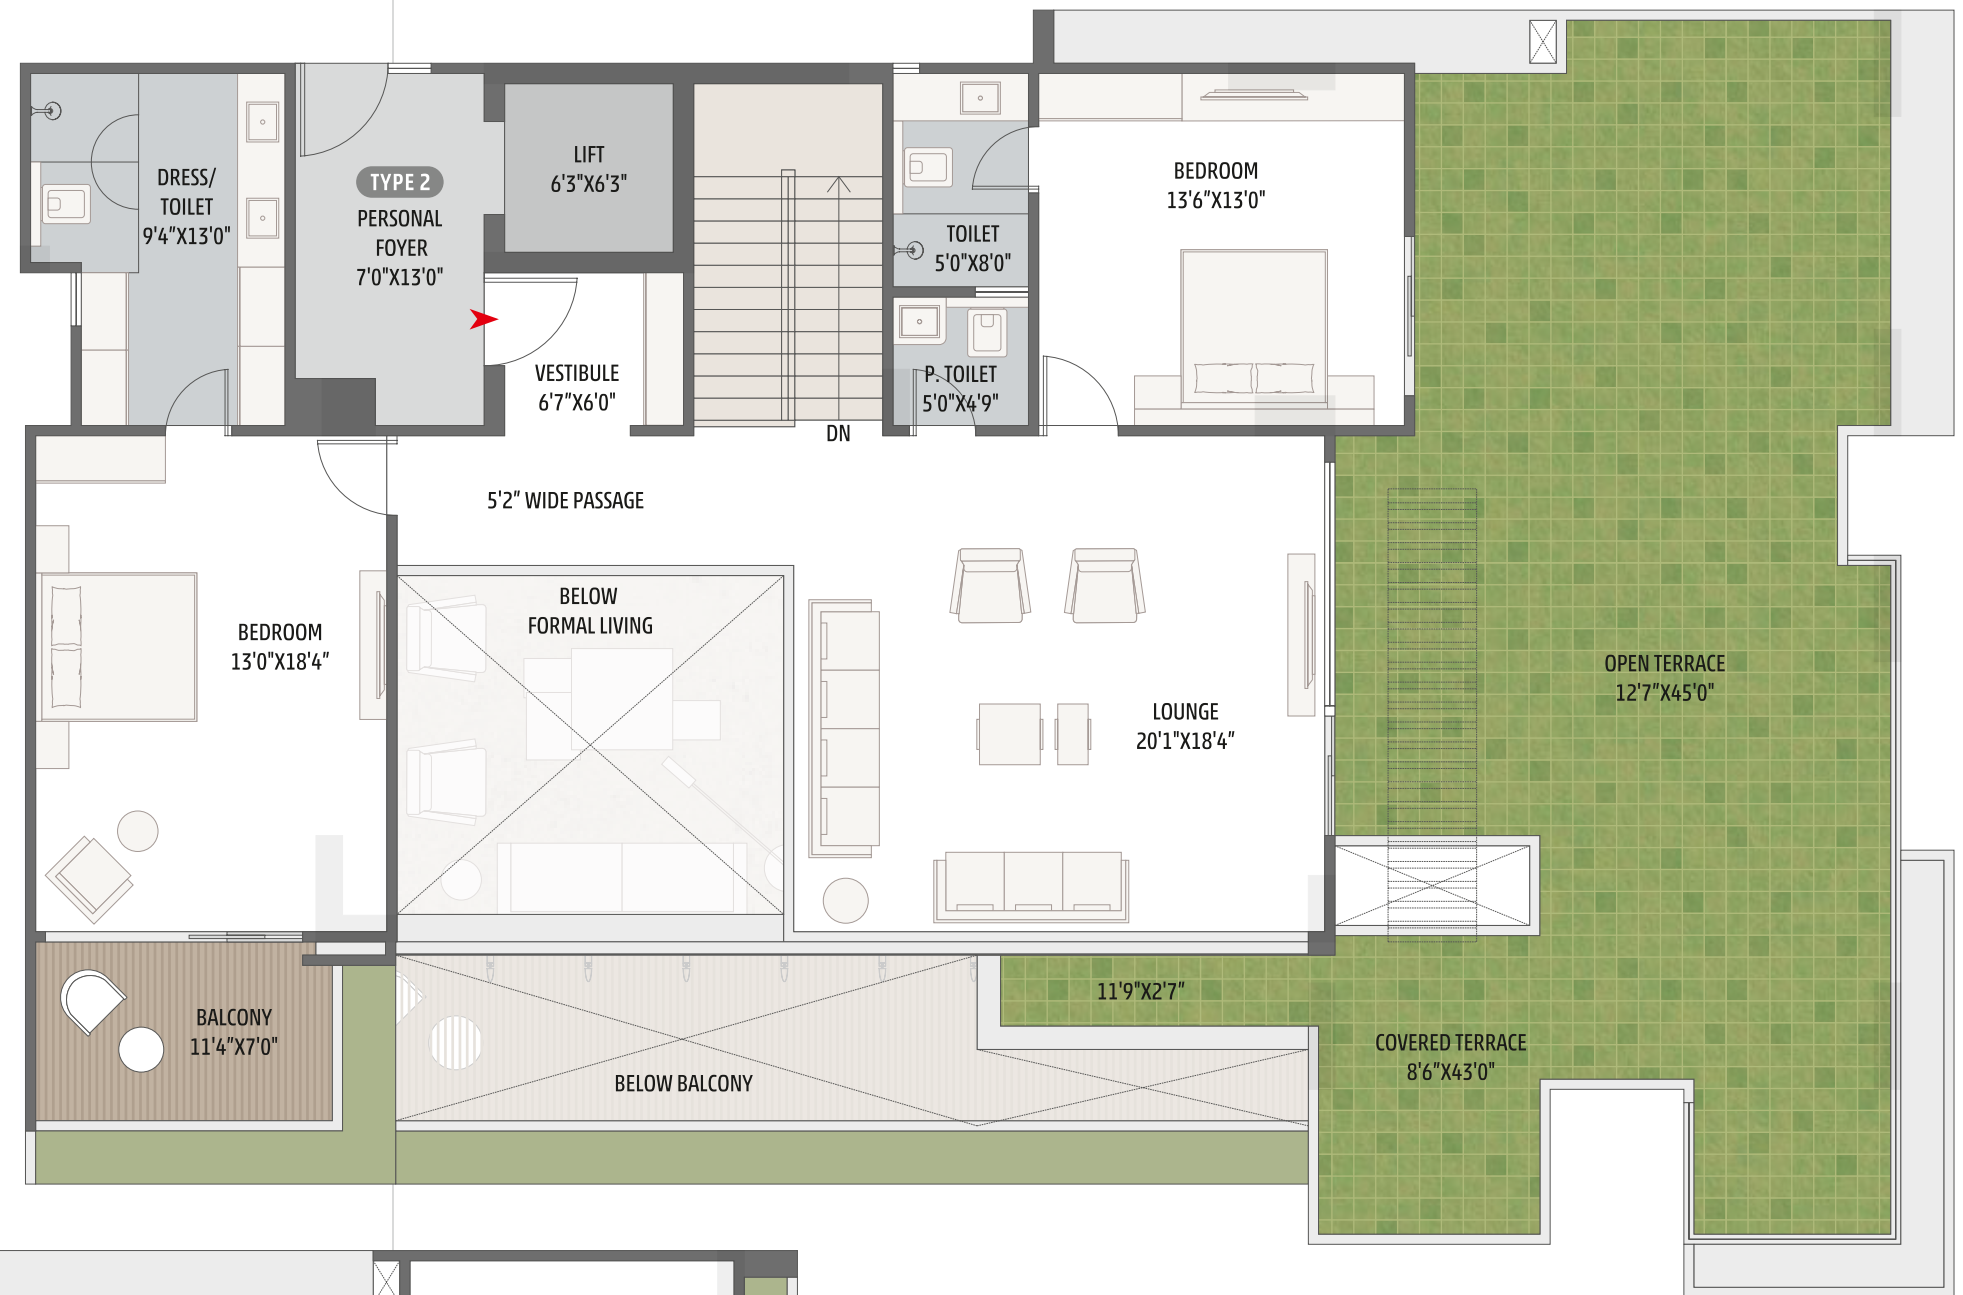 DRESS/
TOILET
9'4"X13'0"
TYPE 2
PERSONAL
FOYER
7'0"X13'0"
LIFT
6'3"X6'3"
VESTIBULE
6'7"X6'0"
DN
TOILET
5'0"X8'0"
P. TOILET
5'0"X4'9"
BEDROOM
13'6"X13'0"
5'2" WIDE PASSAGE
BEDROOM
13'0"X18'4"
BELOW
FORMAL LIVING
LOUNGE
20'1"X18'4"
OPEN TERRACE
12'7"X45'0"
BALCONY
11'4"X7'0"
BELOW BALCONY
11'9"X2'7"
COVERED TERRACE
8'6"X43'0"